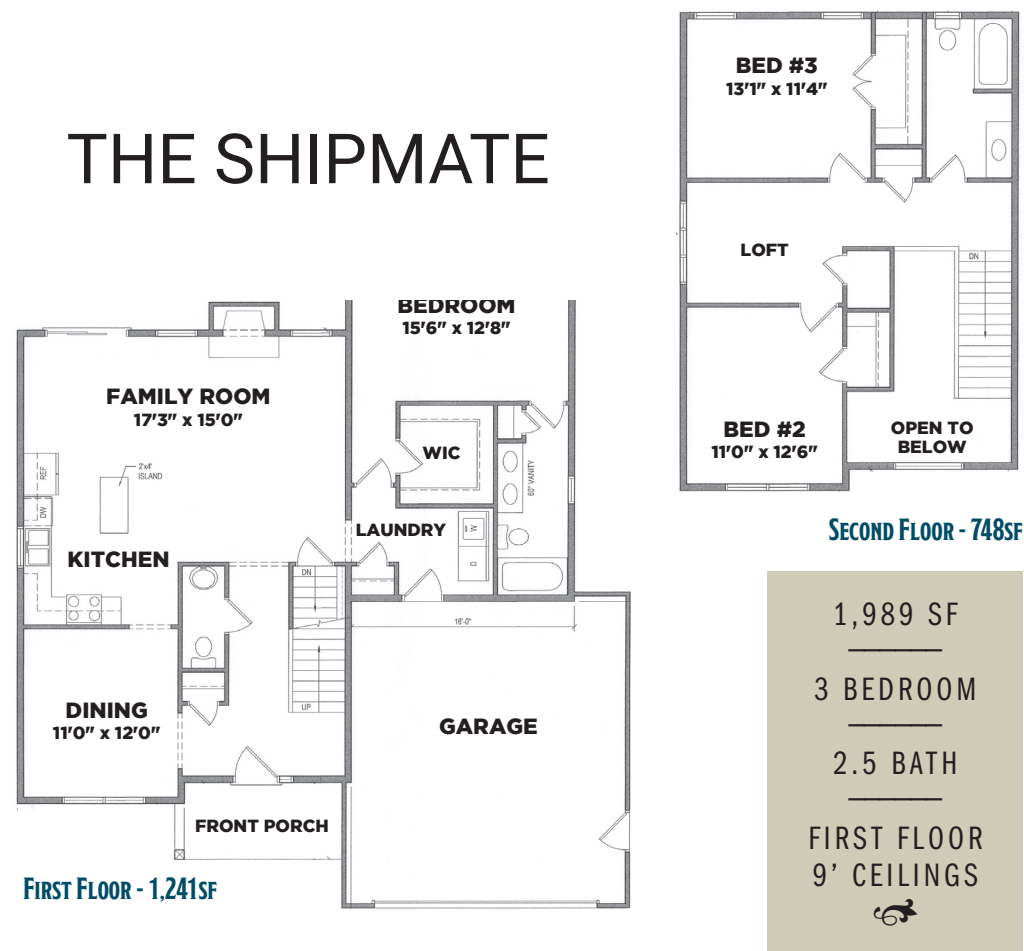 THE SHIPMATE
BED #3
13'1" x 11'4"
LOFT
DN
BED #2
11'0" x 12'6"
OPEN TO
BELOW
SECOND FLOOR - 748SF
BEDROOM
15'6" x 12'8"
FAMILY ROOM
17'3" x 15'0"
WIC
REF
2'x4'
ISLAND
60" VANITY
DW
LAUNDRY
W
D
KITCHEN
DN
16'-0"
DINING
11'0" x 12'0"
UP
GARAGE
FRONT PORCH
FIRST FLOOR - 1,241SF
1,989 SF
3 BEDROOM
2.5 BATH
FIRST FLOOR
9' CEILINGS